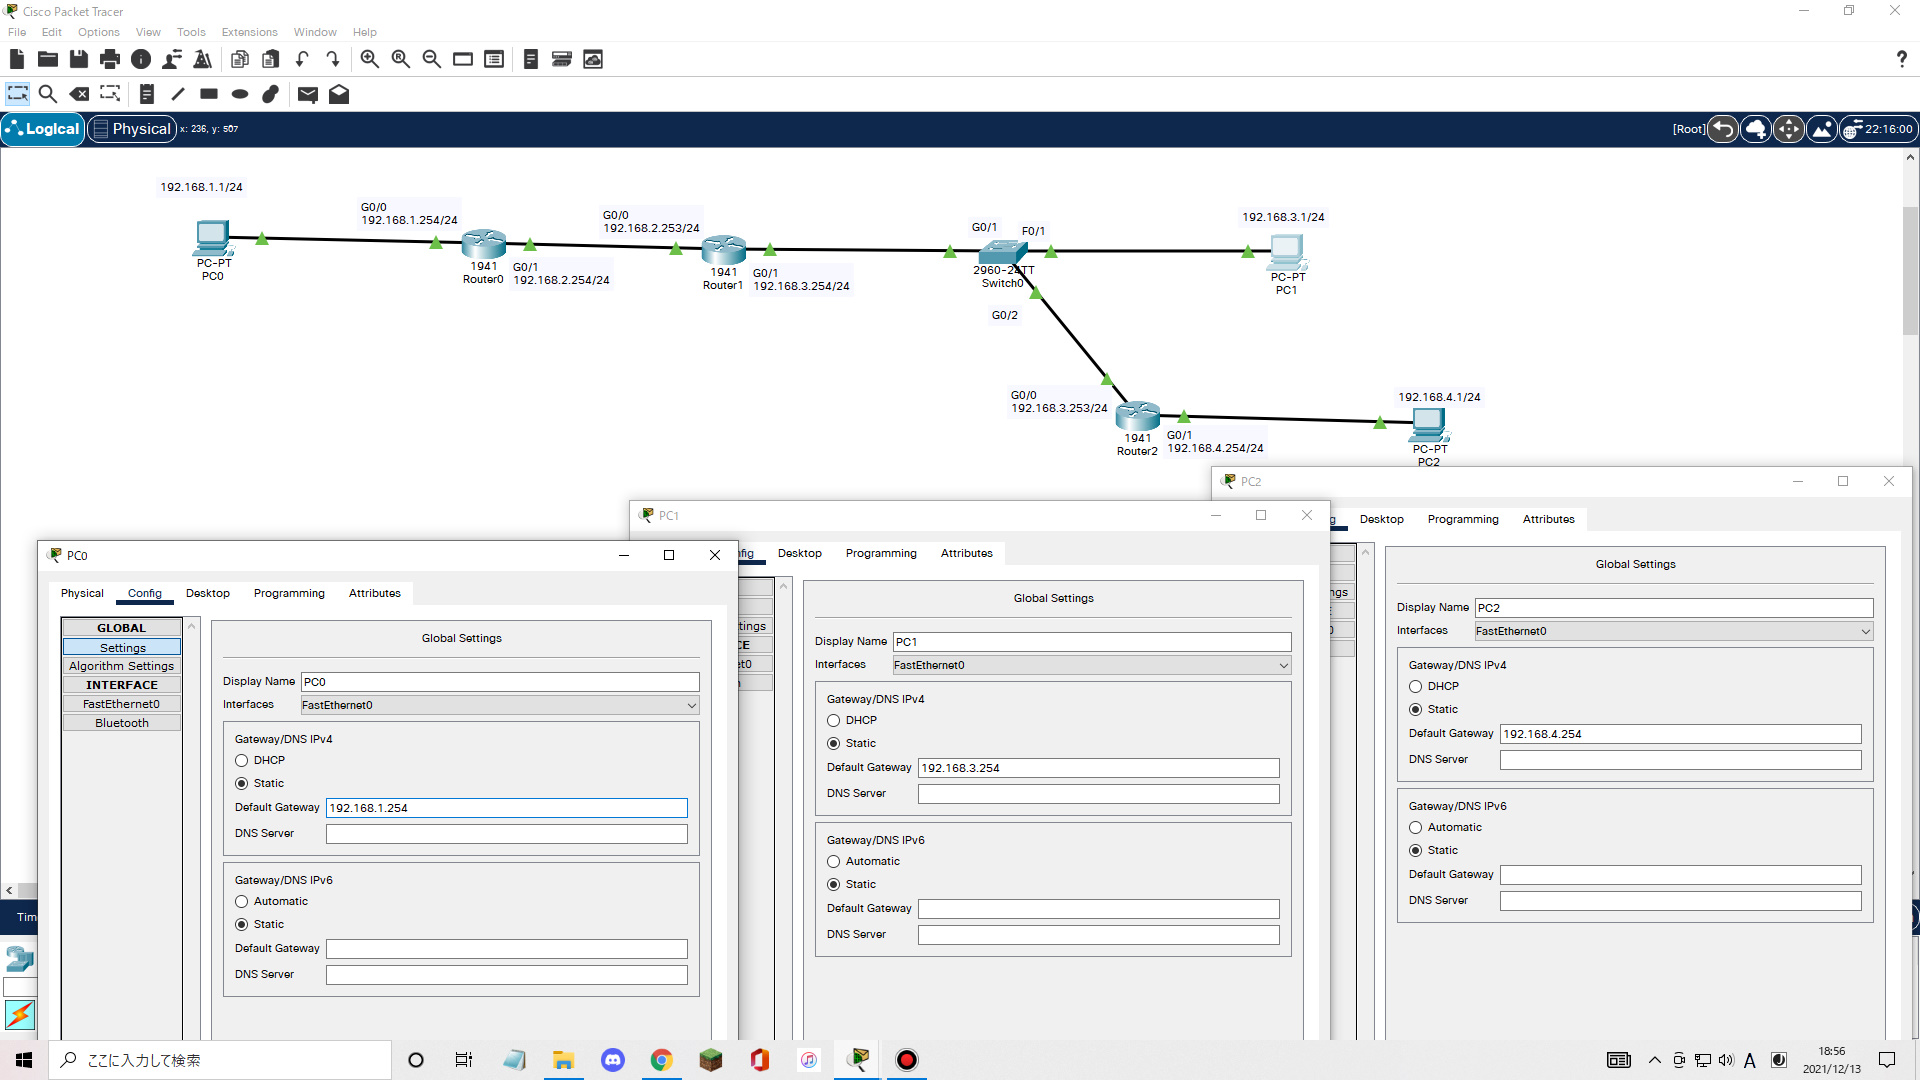 Cisco Packet Tracer
File Edit Options View Tools Extensions Window Help
Logical Physical x: 236, y: 507 [Root] 22:16:00
192.168.1.1/24
G0/0
192.168.1.254/24
G0/0
192.168.2.253/24
G0/1
F0/1
192.168.3.1/24
PC-PT
PC0
1941
Router0
G0/1
192.168.2.254/24
1941
Router1
G0/1
192.168.3.254/24
2960-24TT
Switch0
PC-PT
PC1
G0/2
G0/0
192.168.3.253/24
1941
Router2
G0/1
192.168.4.254/24
192.168.4.1/24
PC-PT
PC2
PC0
Physical Config Desktop Programming Attributes
GLOBAL
Settings
Algorithm Settings
INTERFACE
FastEthernet0
Bluetooth
Global Settings
Display Name PC0
Interfaces FastEthernet0
Gateway/DNS IPv4
DHCP
Static
Default Gateway 192.168.1.254
DNS Server
Gateway/DNS IPv6
Automatic
Static
Default Gateway
DNS Server
PC1
nfig Desktop Programming Attributes
tings
CE
et0
Global Settings
Display Name PC1
Interfaces FastEthernet0
Gateway/DNS IPv4
DHCP
Static
Default Gateway 192.168.3.254
DNS Server
Gateway/DNS IPv6
Automatic
Static
Default Gateway
DNS Server
PC2
g Desktop Programming Attributes
ngs
Global Settings
Display Name PC2
Interfaces FastEthernet0
Gateway/DNS IPv4
DHCP
Static
Default Gateway 192.168.4.254
DNS Server
Gateway/DNS IPv6
Automatic
Static
Default Gateway
DNS Server
Tim
ここに入力して検索
A
18:56
2021/12/13